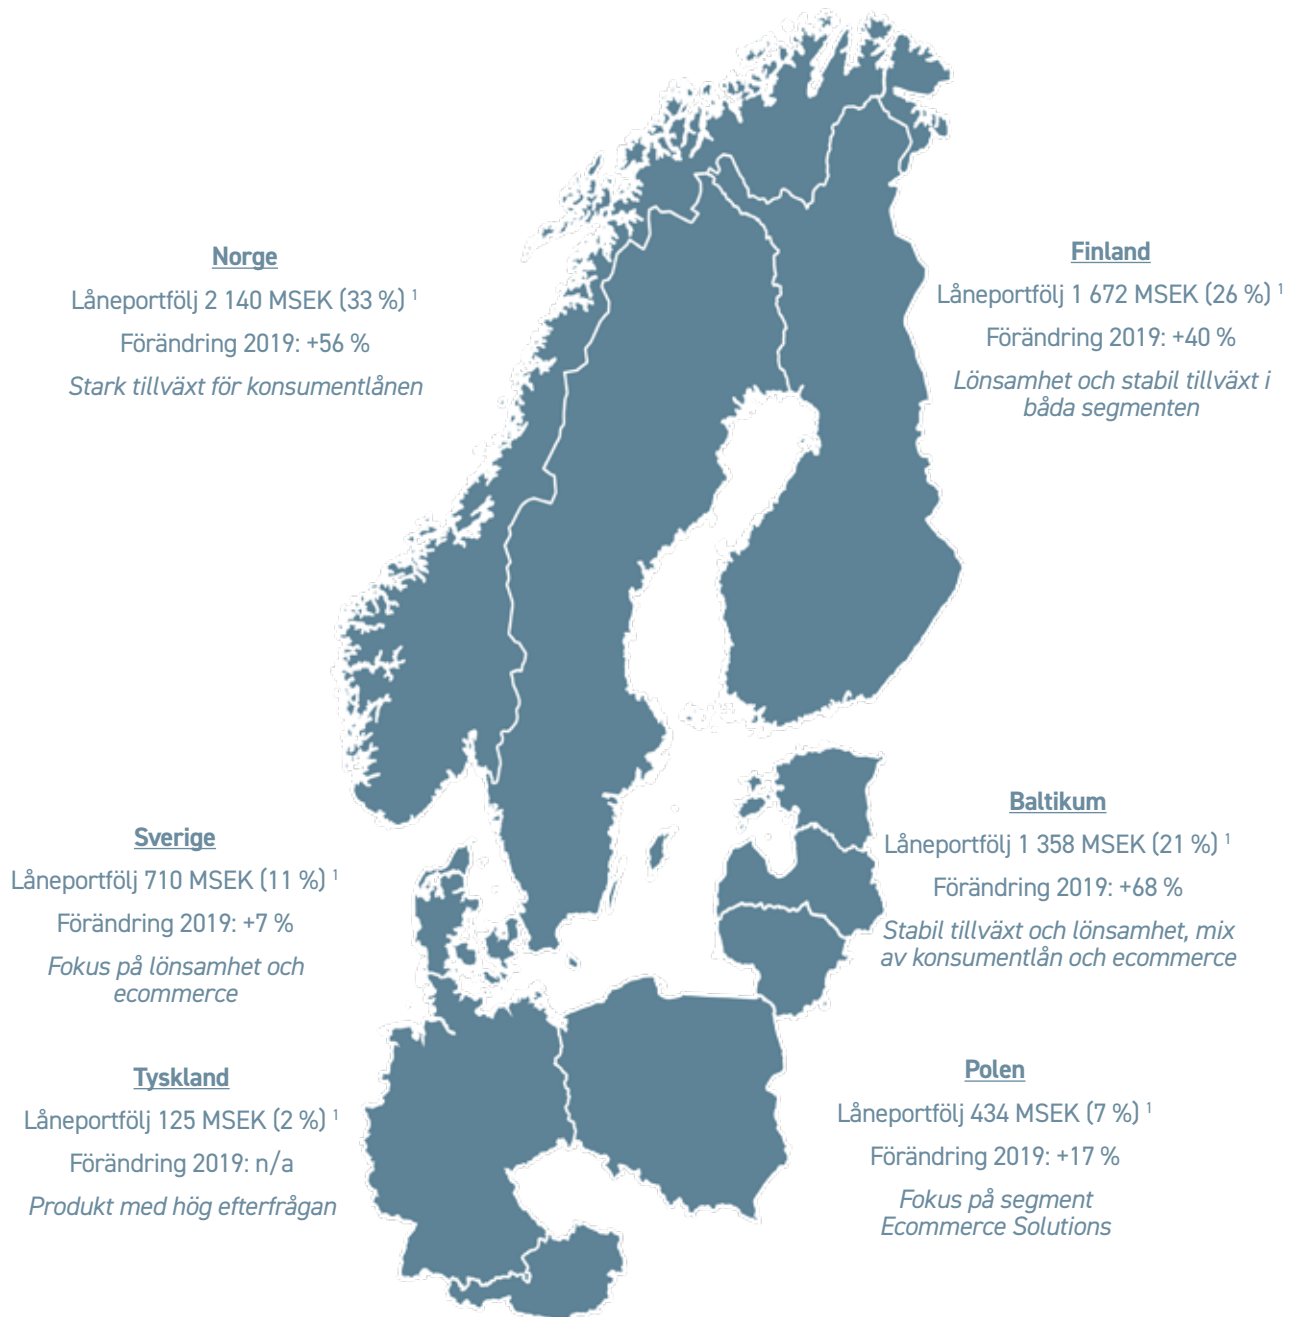 Norge
Låneportfölj 2 140 MSEK (33 %) ¹
Förändring 2019: +56 %
Stark tillväxt för konsumentlånen
Finland
Låneportfölj 1 672 MSEK (26 %) ¹
Förändring 2019: +40 %
Lönsamhet och stabil tillväxt i
båda segmenten
Sverige
Låneportfölj 710 MSEK (11 %) ¹
Förändring 2019: +7 %
Fokus på lönsamhet och
ecommerce
Baltikum
Låneportfölj 1 358 MSEK (21 %) ¹
Förändring 2019: +68 %
Stabil tillväxt och lönsamhet, mix
av konsumentlån och ecommerce
Tyskland
Låneportfölj 125 MSEK (2 %) ¹
Förändring 2019: n/a
Produkt med hög efterfrågan
Polen
Låneportfölj 434 MSEK (7 %) ¹
Förändring 2019: +17 %
Fokus på segment
Ecommerce Solutions